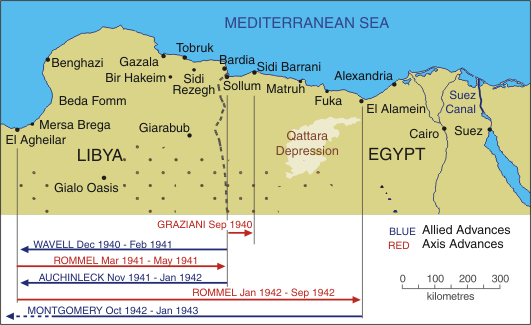 MEDITERRANEAN SEA
Tobruk
Gazala
Bardia
Benghazi
Sidi Barrani
Bir Hakeim
Sidi
Rezegh
Sollum
Matruh
Alexandria
Beda Fomm
Fuka
El Alamein
Suez
Canal
Mersa Brega
Giarabub
Cairo
Suez
El Agheilar
Qattara
Depression
LIBYA
EGYPT
Gialo Oasis
GRAZIANI Sep 1940
WAVELL Dec 1940 - Feb 1941
ROMMEL Mar 1941 - May 1941
AUCHINLECK Nov 1941 - Jan 1942
ROMMEL Jan 1942 - Sep 1942
MONTGOMERY Oct 1942 - Jan 1943
BLUE Allied Advances
RED Axis Advances
0 100 200 300
kilometres